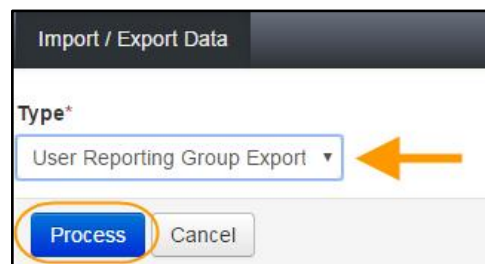 Import / Export Data
Type*
User Reporting Group Export
Process Cancel